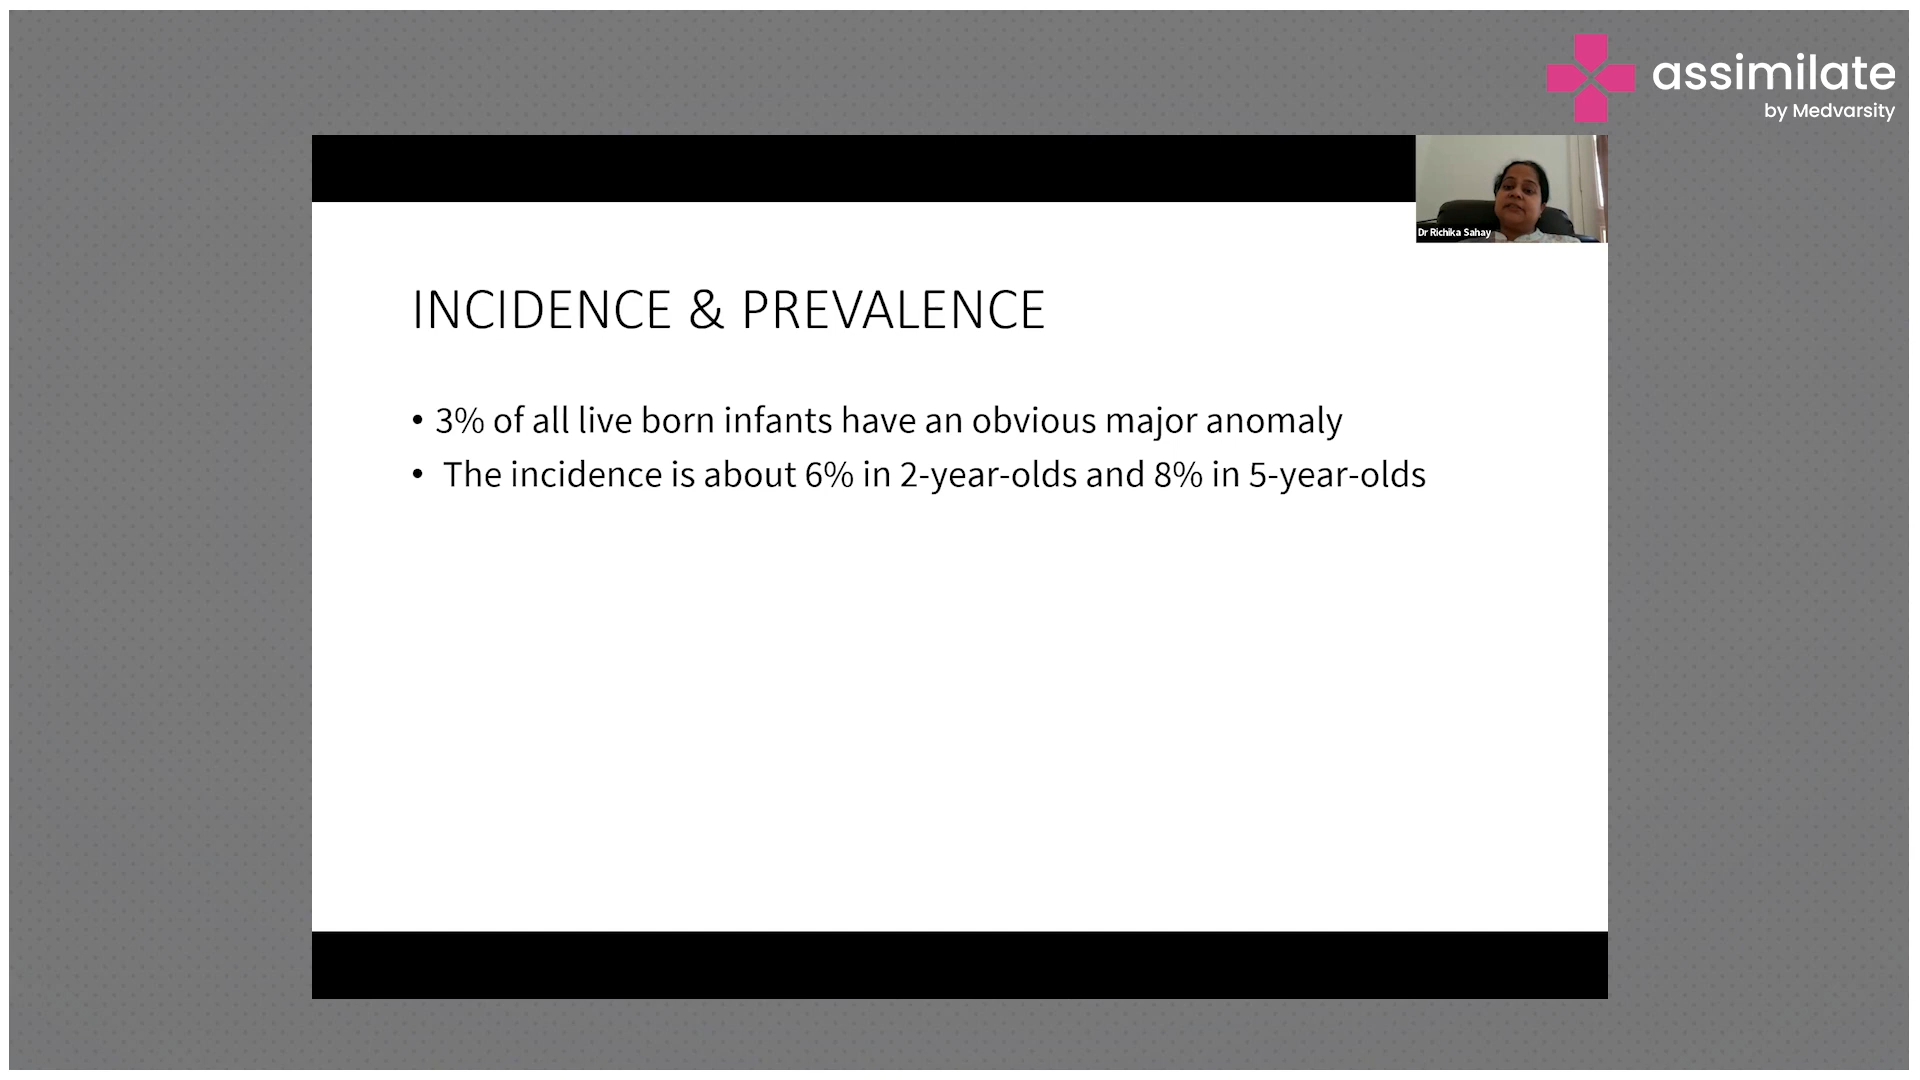 assimilate
by Medvarsity
Dr Richika Sahay
INCIDENCE & PREVALENCE
• 3% of all live born infants have an obvious major anomaly
• The incidence is about 6% in 2-year-olds and 8% in 5-year-olds